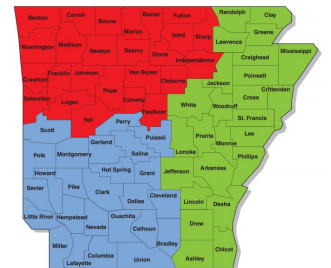 Benton
Carroll
Boone
Baxter
Fulton
Randolph
Clay
Marion
Izard
Sharp
Lawrence
Greene
Mississippi
Washington
Madison
Newton
Searcy
Stone
Independence
Craighead
Crawford
Franklin
Johnson
Van Buren
Cleburne
Jackson
Poinsett
Sebastian
Logan
Pope
Conway
Faulkner
White
Woodruff
Cross
Crittenden
St. Francis
Yell
Perry
Scott
Pulaski
Prairie
Lee
Monroe
Polk
Montgomery
Garland
Saline
Lonoke
Phillips
Howard
Hot Spring
Grant
Jefferson
Arkansas
Sevier
Pike
Clark
Dallas
Cleveland
Lincoln
Desha
Little River
Hempstead
Ouachita
Nevada
Calhoun
Drew
Miller
Columbia
Bradley
Chicot
Lafayette
Union
Ashley